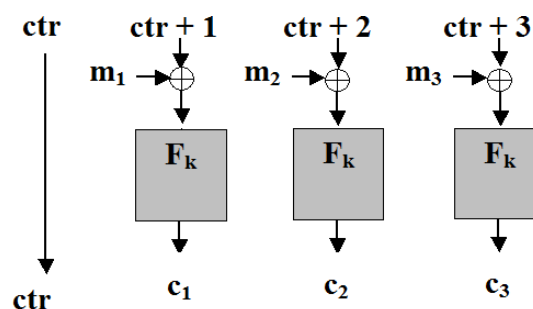 ctr ctr + 1 ctr + 2 ctr + 3
m₁ m₂ m₃
Fₖ Fₖ Fₖ
ctr c₁ c₂ c₃